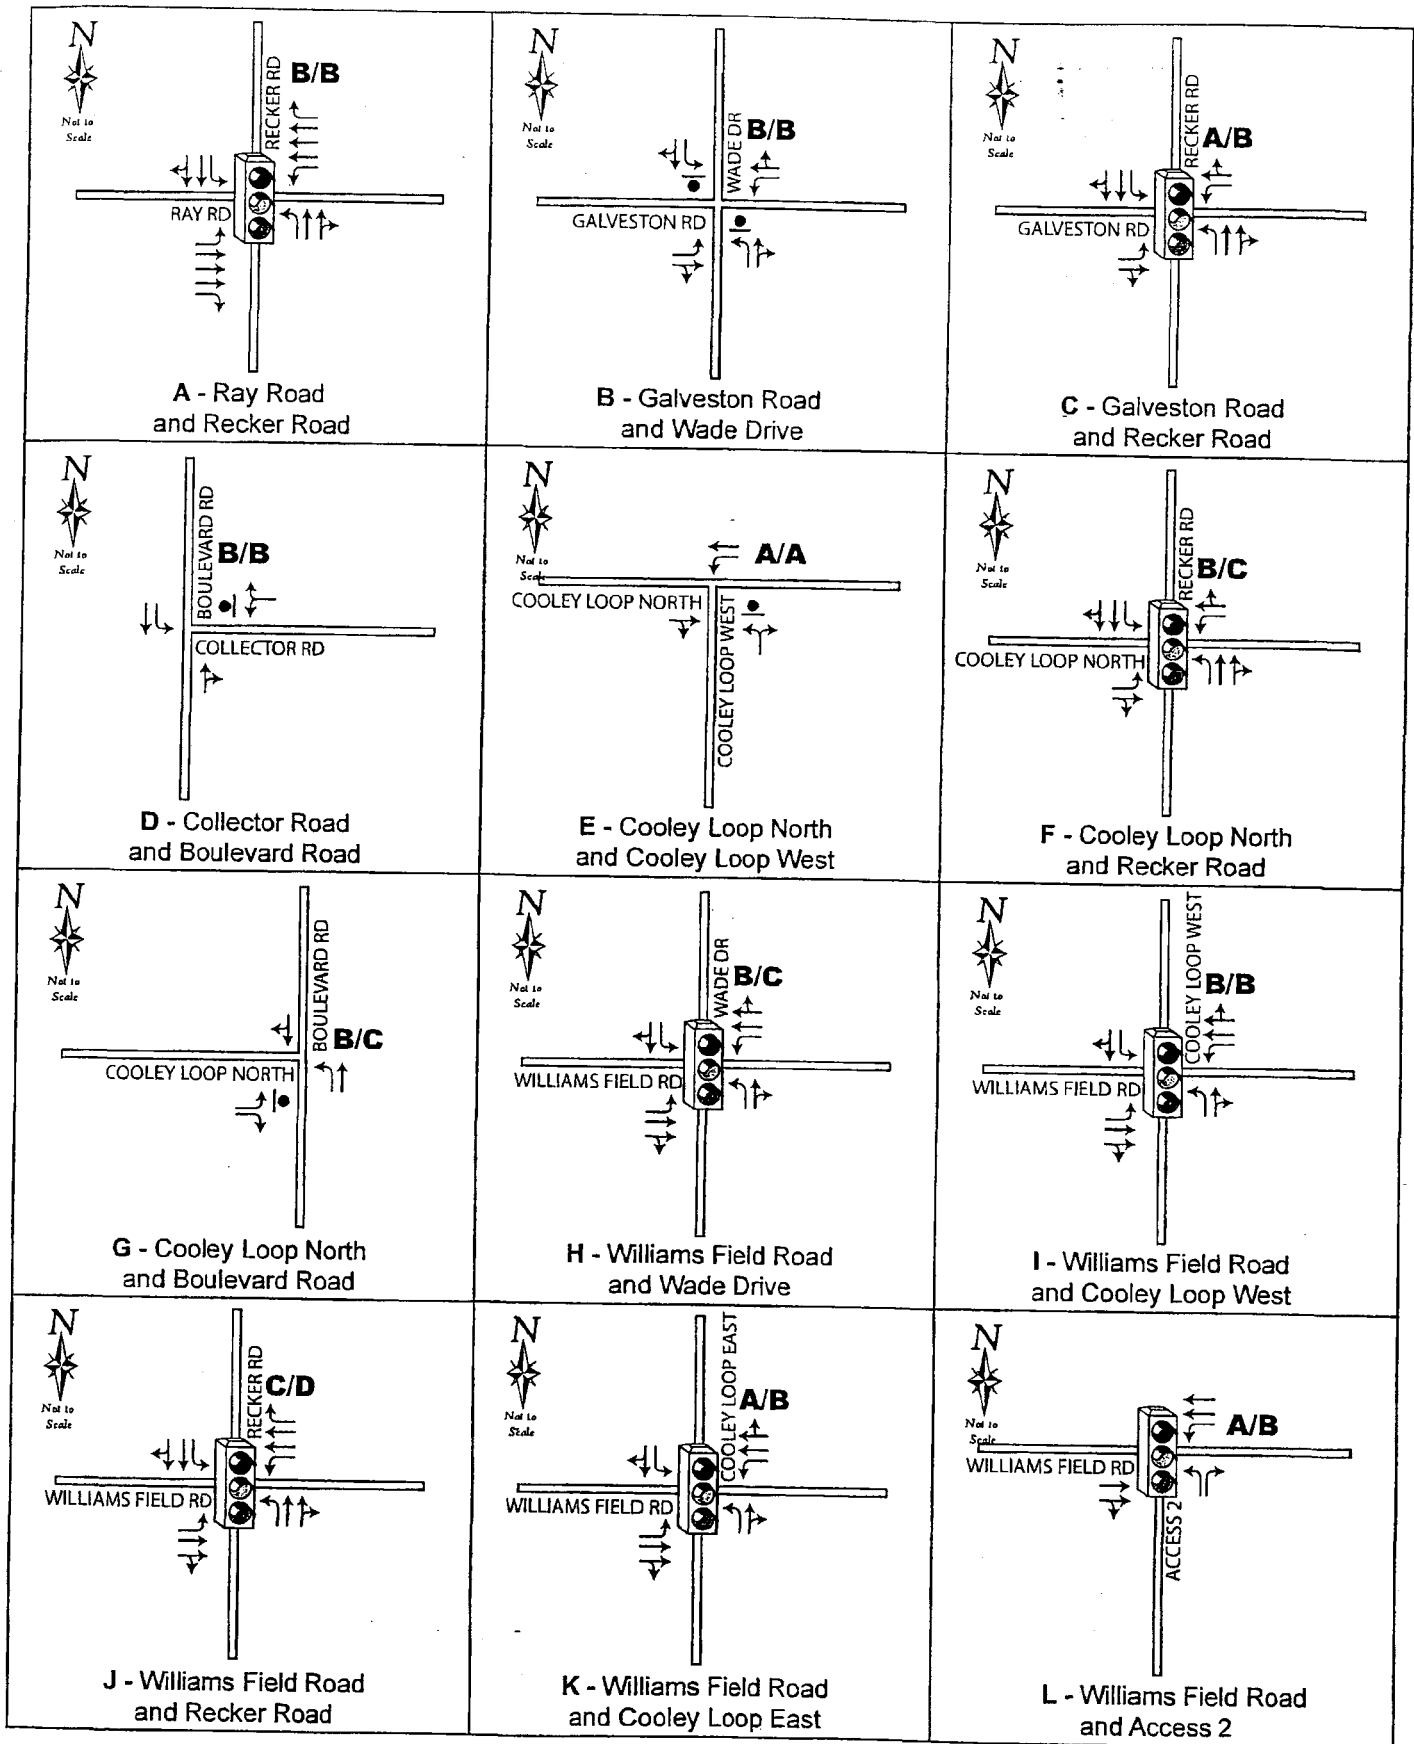 N
Not to
Scale
RECKER RD
B/B
RAY RD
A - Ray Road
and Recker Road
N
Not to
Scale
WADE DR
B/B
GALVESTON RD
B - Galveston Road
and Wade Drive
N
Not to
Scale
RECKER RD
A/B
GALVESTON RD
C - Galveston Road
and Recker Road
N
Not to
Scale
BOULEVARD RD
B/B
COLLECTOR RD
D - Collector Road
and Boulevard Road
N
Not to
Scale
A/A
COOLEY LOOP NORTH
COOLEY LOOP WEST
E - Cooley Loop North
and Cooley Loop West
N
Not to
Scale
RECKER RD
B/C
COOLEY LOOP NORTH
F - Cooley Loop North
and Recker Road
N
Not to
Scale
BOULEVARD RD
B/C
COOLEY LOOP NORTH
G - Cooley Loop North
and Boulevard Road
N
Not to
Scale
WADE DR
B/C
WILLIAMS FIELD RD
H - Williams Field Road
and Wade Drive
N
Not to
Scale
COOLEY LOOP WEST
B/B
WILLIAMS FIELD RD
I - Williams Field Road
and Cooley Loop West
N
Not to
Scale
RECKER RD
C/D
WILLIAMS FIELD RD
J - Williams Field Road
and Recker Road
N
Not to
Scale
COOLEY LOOP EAST
A/B
WILLIAMS FIELD RD
K - Williams Field Road
and Cooley Loop East
N
Not to
Scale
A/B
WILLIAMS FIELD RD
ACCESS 2
L - Williams Field Road
and Access 2